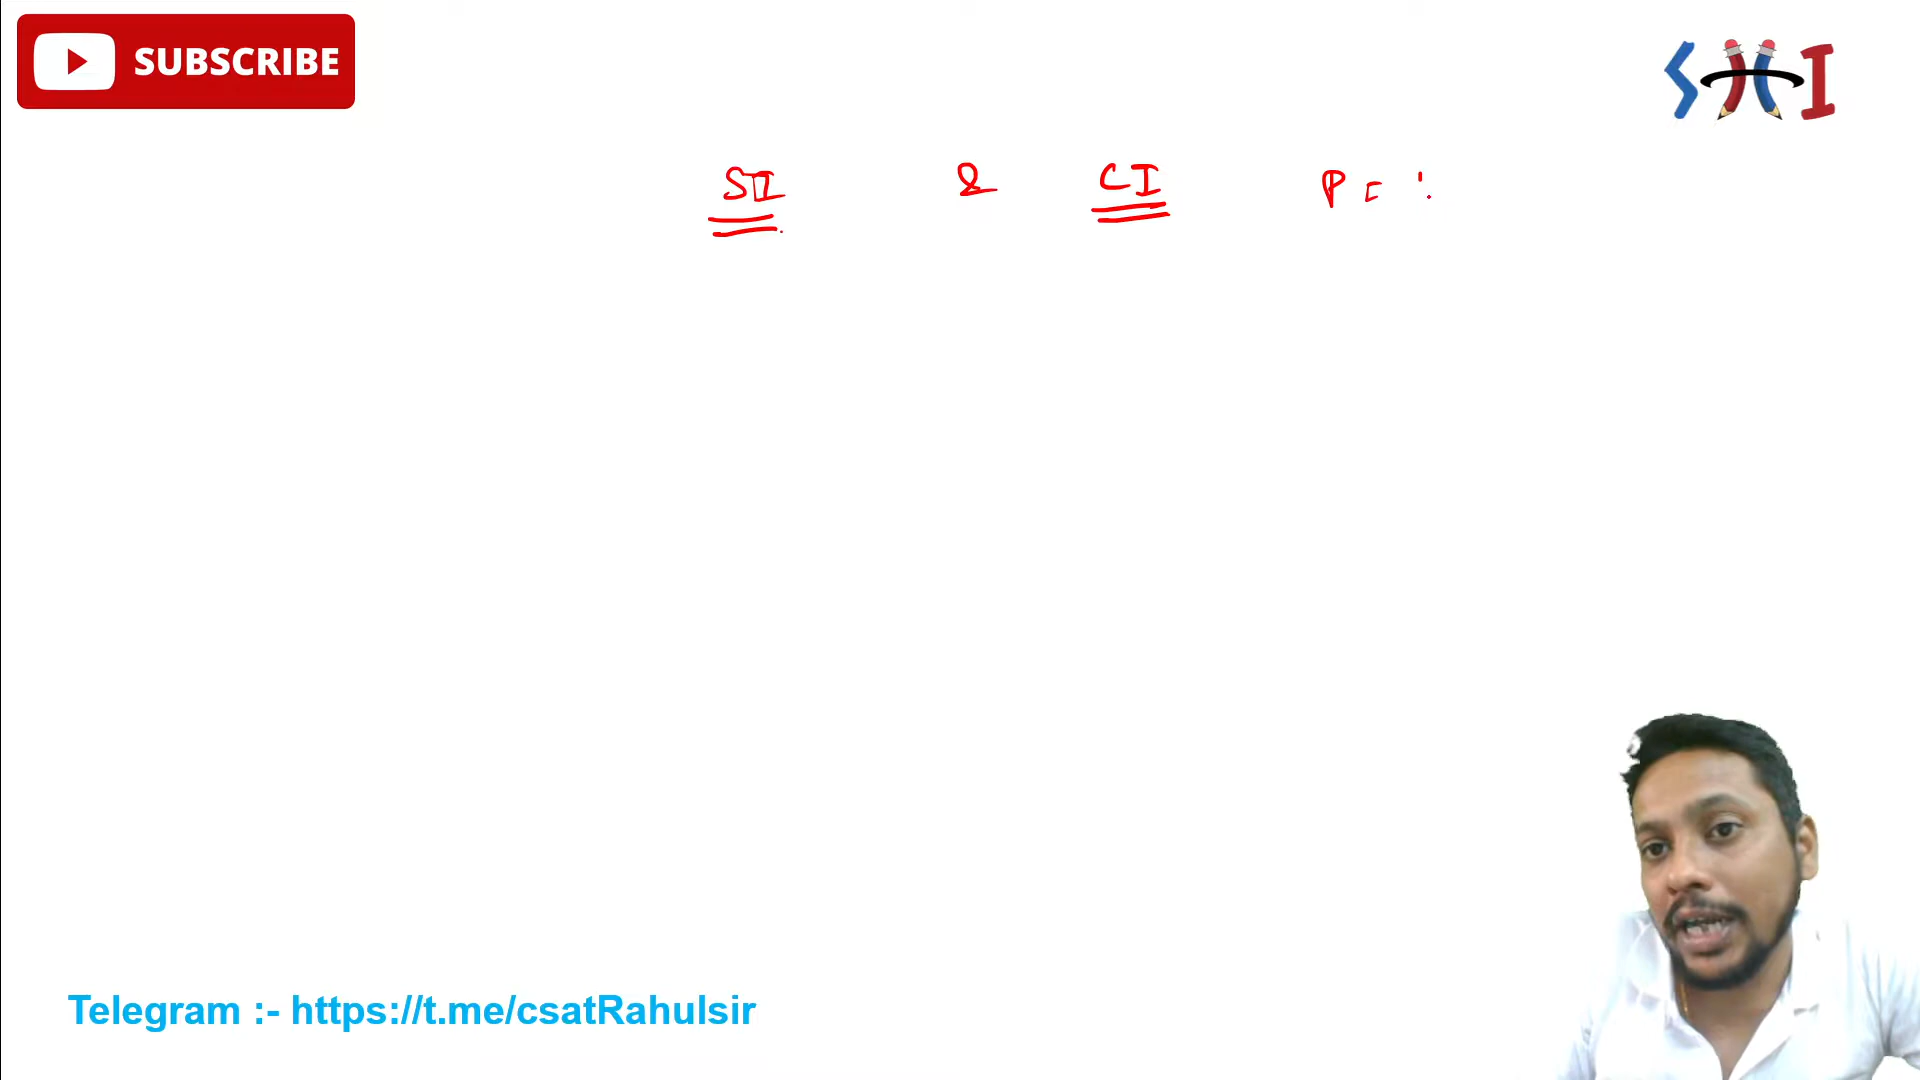 SUBSCRIBE
SI & CI P =
Telegram :- https://t.me/csatRahulsir